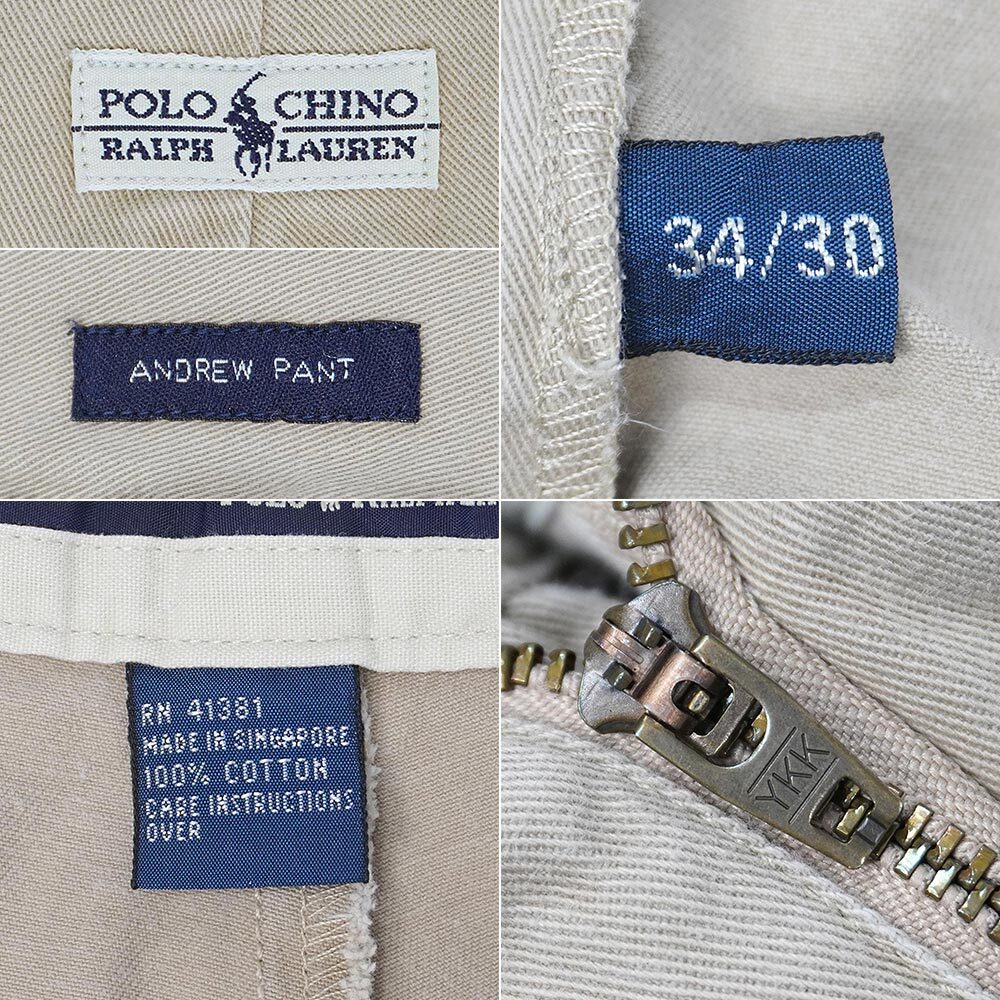 POLO CHINO
RALPH LAUREN
34/30
ANDREW PANT
RN 41381
MADE IN SINGAPORE
100% COTTON
CARE INSTRUCTIONS
OVER
YKK